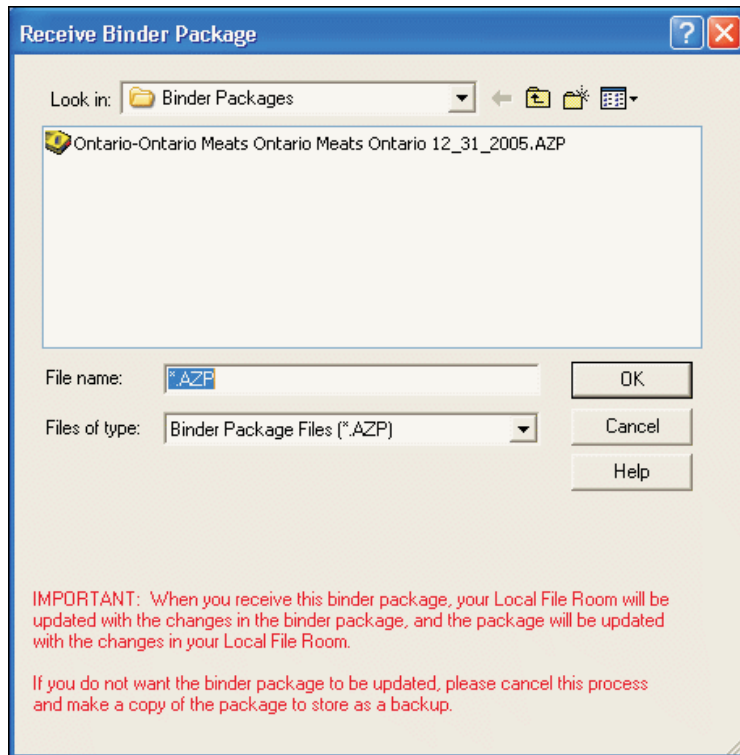 Receive Binder Package
Look in: Binder Packages
Ontario-Ontario Meats Ontario Meats Ontario 12_31_2005.AZP
File name: *.AZP OK
Files of type: Binder Package Files (*.AZP) Cancel
Help
IMPORTANT: When you receive this binder package, your Local File Room will be
updated with the changes in the binder package, and the package will be updated
with the changes in your Local File Room.
If you do not want the binder package to be updated, please cancel this process
and make a copy of the package to store as a backup.